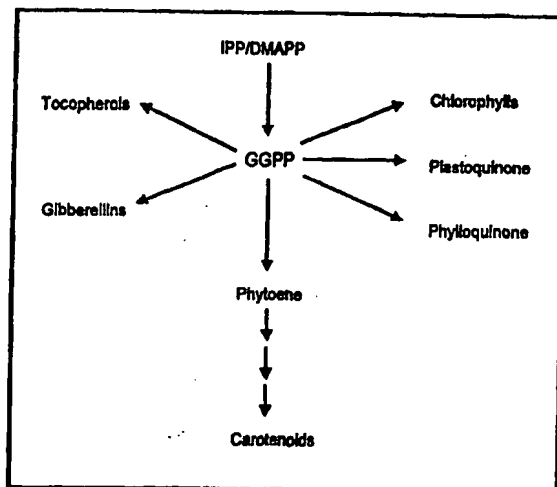 IPP/DMAPP
Tocopherols
Chlorophylls
GGPP
Plastoquinone
Gibberellins
Phylloquinone
Phytoene
Carotenoids